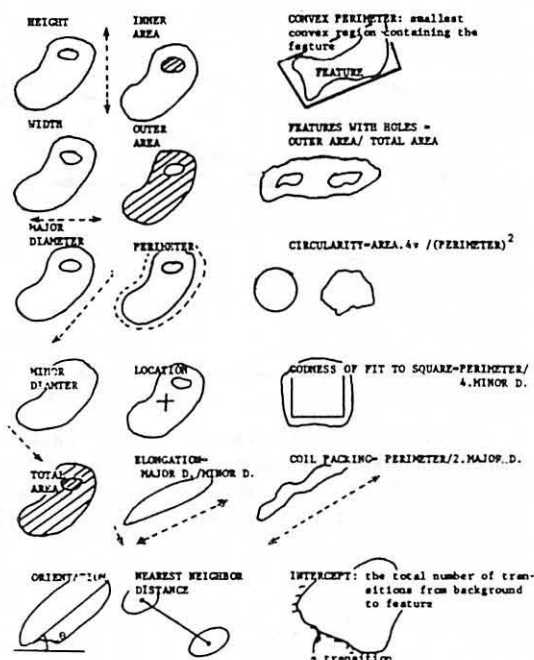 HEIGHT
INNER
AREA
CONVEX PERIMETER: smallest
convex region containing the
feature
FEATURE
WIDTH
OUTER
AREA
FEATURES WITH HOLES =
OUTER AREA/ TOTAL AREA
MAJOR
DIAMETER
PERIMETER
CIRCULARITY=AREA.4π /(PERIMETER)2
MINOR
DIAMTER
LOCATION
GODNESS OF FIT TO SQUARE=PERIMETER/
4.MINOR D.
TOTAL
AREA
ELONGATION=
MAJOR D./MINOR D.
COIL PACKING= PERIMETER/2.MAJOR D.
ORIENTATION
θ
NEAREST NEIGHBOR
DISTANCE
INTERCEPT: the total number of tran-
sitions from background
to feature
a transition